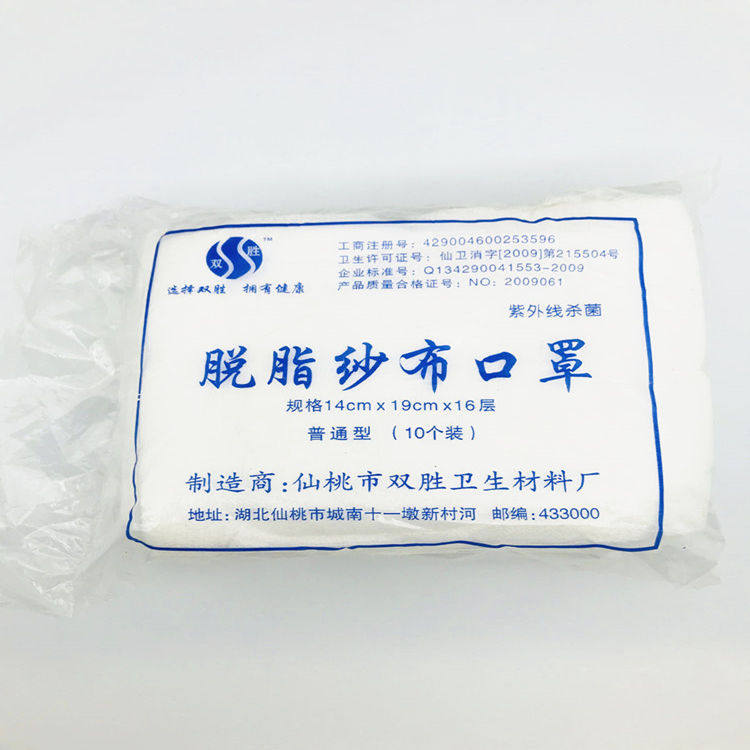 双胜™
选择双胜 拥有健康
工商注册号：429004600253596
卫生许可证号：仙卫消字[2009]第215504号
企业标准号：Q134290041553-2009
产品质量合格证号：NO：2009061
紫外线杀菌
脱脂纱布口罩
规格14cm x 19cm x 16层
普通型 （10个装）
制造商：仙桃市双胜卫生材料厂
地址：湖北仙桃市城南十一墩新村河 邮编：433000